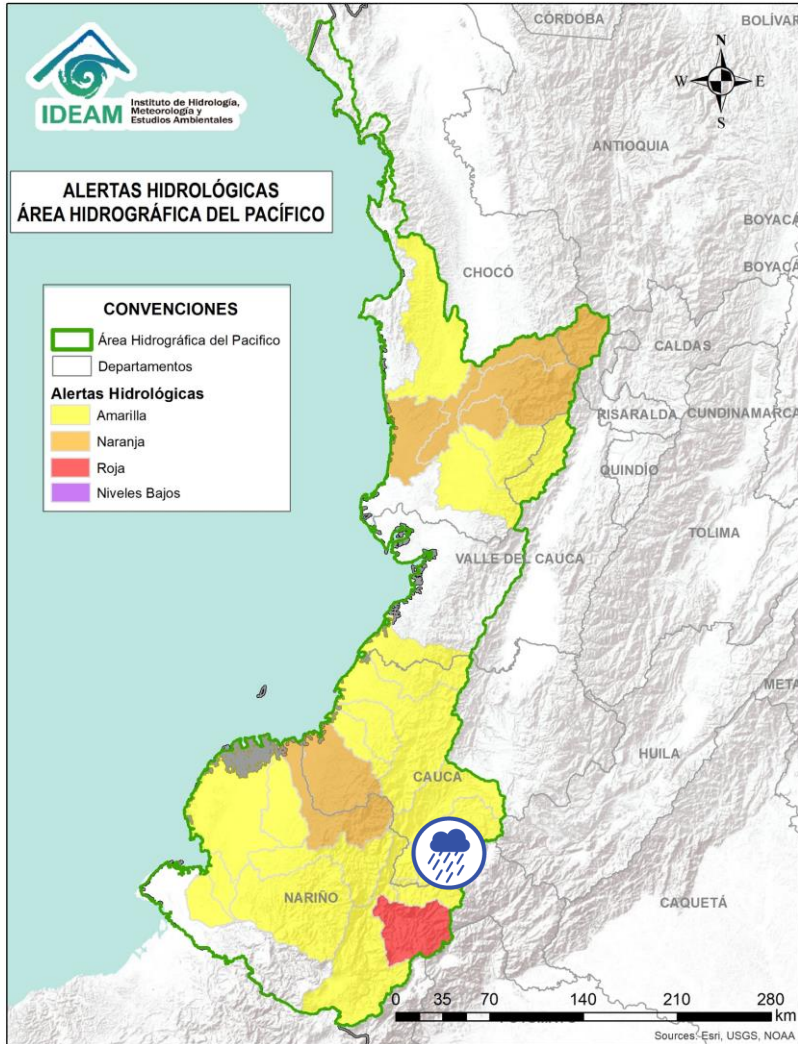 CÓRDOBA
BOLÍVAR
IDEAM
Instituto de Hidrología,
Meteorología y
Estudios Ambientales
N
W
E
S
ANTIOQUIA
ALERTAS HIDROLÓGICAS
ÁREA HIDROGRÁFICA DEL PACÍFICO
BOYACÁ
BOYACÁ
CHOCÓ
CONVENCIONES
Área Hidrográfica del Pacífico
Departamentos
Alertas Hidrológicas
Amarilla
Naranja
Roja
Niveles Bajos
CALDAS
RISARALDA
CUNDINAMARCA
QUINDÍO
TOLIMA
VALLE DEL CAUCA
META
HUILA
CAUCA
NARIÑO
CAQUETÁ
0 35 70 140 210 280
km
Sources: Esri, USGS, NOAA